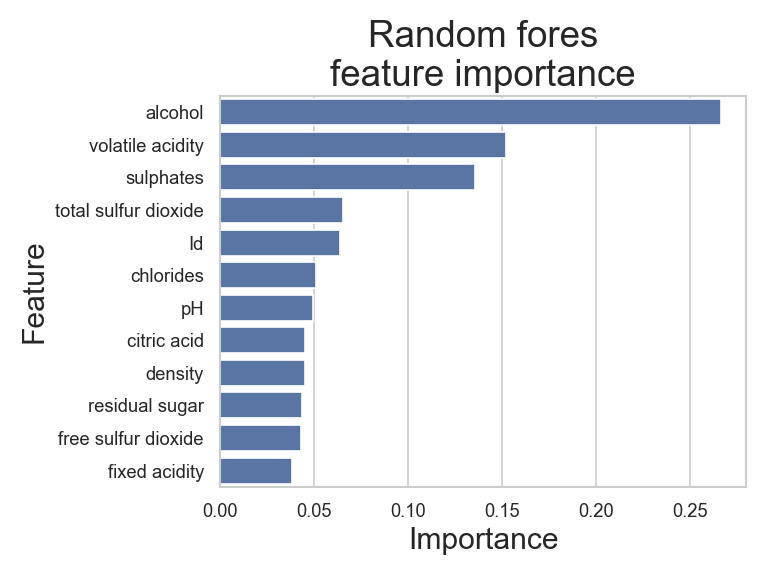 Random fores
feature importance
alcohol
volatile acidity
sulphates
total sulfur dioxide
Id
chlorides
pH
citric acid
density
residual sugar
free sulfur dioxide
fixed acidity
Feature
0.00 0.05 0.10 0.15 0.20 0.25
Importance